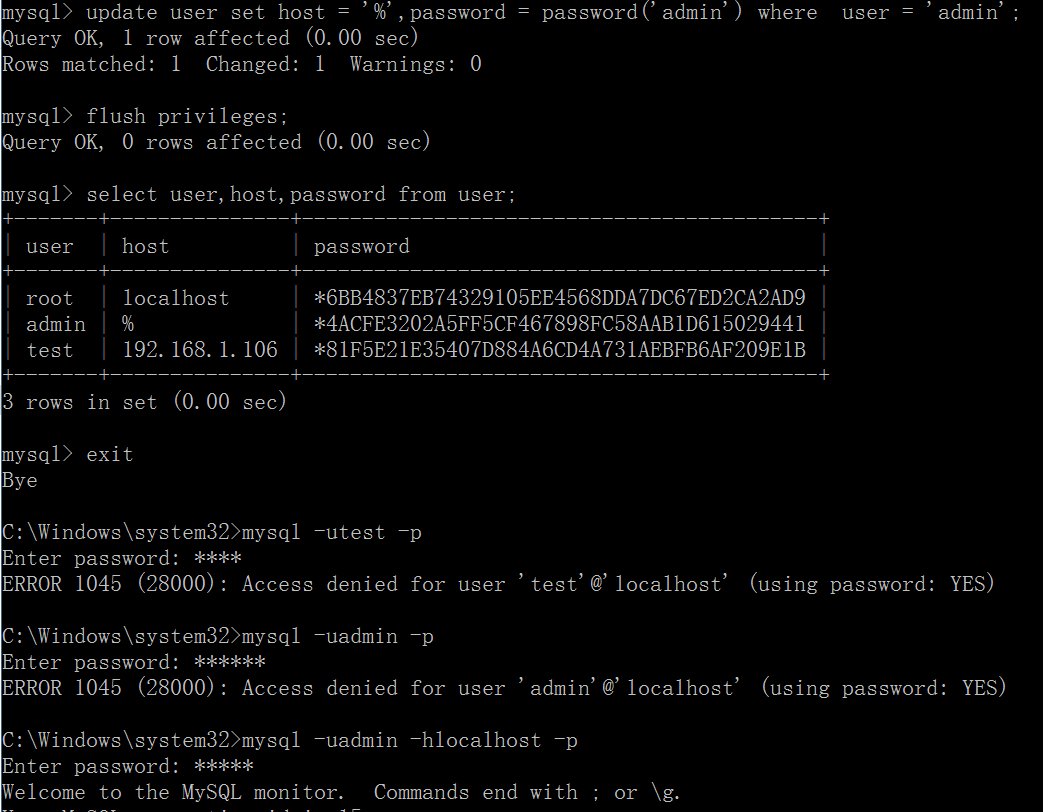 mysql> update user set host = '%',password = password('admin') where  user = 'admin';
Query OK, 1 row affected (0.00 sec)
Rows matched: 1  Changed: 1  Warnings: 0
mysql> flush privileges;
Query OK, 0 rows affected (0.00 sec)
mysql> select user,host,password from user;
+-------+---------------+-------------------------------------------+
| user  | host          | password                                  |
+-------+---------------+-------------------------------------------+
| root  | localhost     | *6BB4837EB74329105EE4568DDA7DC67ED2CA2AD9 |
| admin | %             | *4ACFE3202A5FF5CF467898FC58AAB1D615029441 |
| test  | 192.168.1.106 | *81F5E21E35407D884A6CD4A731AEBFB6AF209E1B |
+-------+---------------+-------------------------------------------+
3 rows in set (0.00 sec)
mysql> exit
Bye
C:\Windows\system32>mysql -utest -p
Enter password: ****
ERROR 1045 (28000): Access denied for user 'test'@'localhost' (using password: YES)
C:\Windows\system32>mysql -uadmin -p
Enter password: ******
ERROR 1045 (28000): Access denied for user 'admin'@'localhost' (using password: YES)
C:\Windows\system32>mysql -uadmin -hlocalhost -p
Enter password: *****
Welcome to the MySQL monitor.  Commands end with ; or \g.